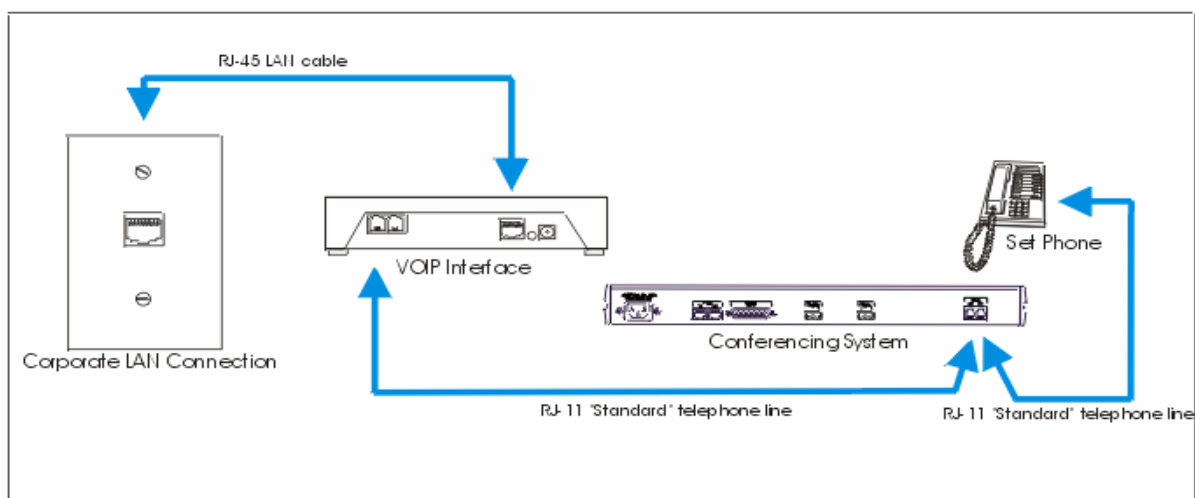 RJ-45 LAN cable
Set Phone
VOIP Interface
Conferencing System
Corporate LAN Connection
RJ-11 "Standard" telephone line
RJ-11 "Standard" telephone line